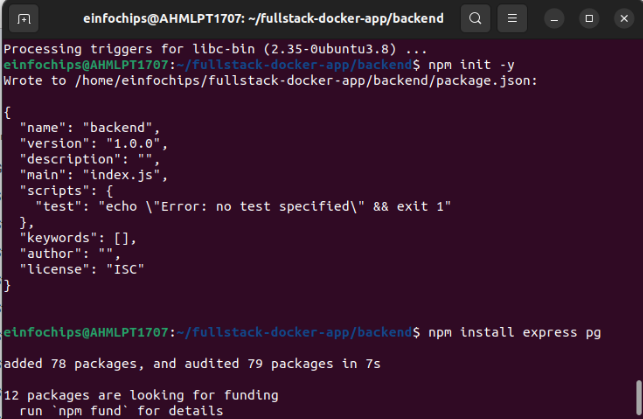 einfochips@AHMLPT1707: ~/fullstack-docker-app/backend
Processing triggers for libc-bin (2.35-0ubuntu3.8) ...
einfochips@AHMLPT1707:~/fullstack-docker-app/backend$ npm init -y
Wrote to /home/einfochips/fullstack-docker-app/backend/package.json:

{
  "name": "backend",
  "version": "1.0.0",
  "description": "",
  "main": "index.js",
  "scripts": {
    "test": "echo \"Error: no test specified\" && exit 1"
  },
  "keywords": [],
  "author": "",
  "license": "ISC"
}

einfochips@AHMLPT1707:~/fullstack-docker-app/backend$ npm install express pg

added 78 packages, and audited 79 packages in 7s

12 packages are looking for funding
  run `npm fund` for details